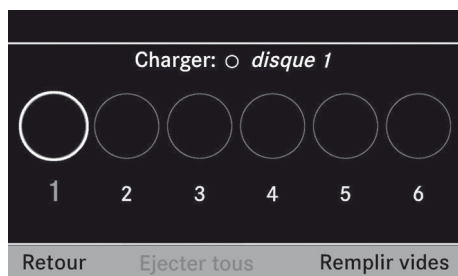 Charger: ○ disque 1
1 2 3 4 5 6
Retour Ejecter tous Remplir vides